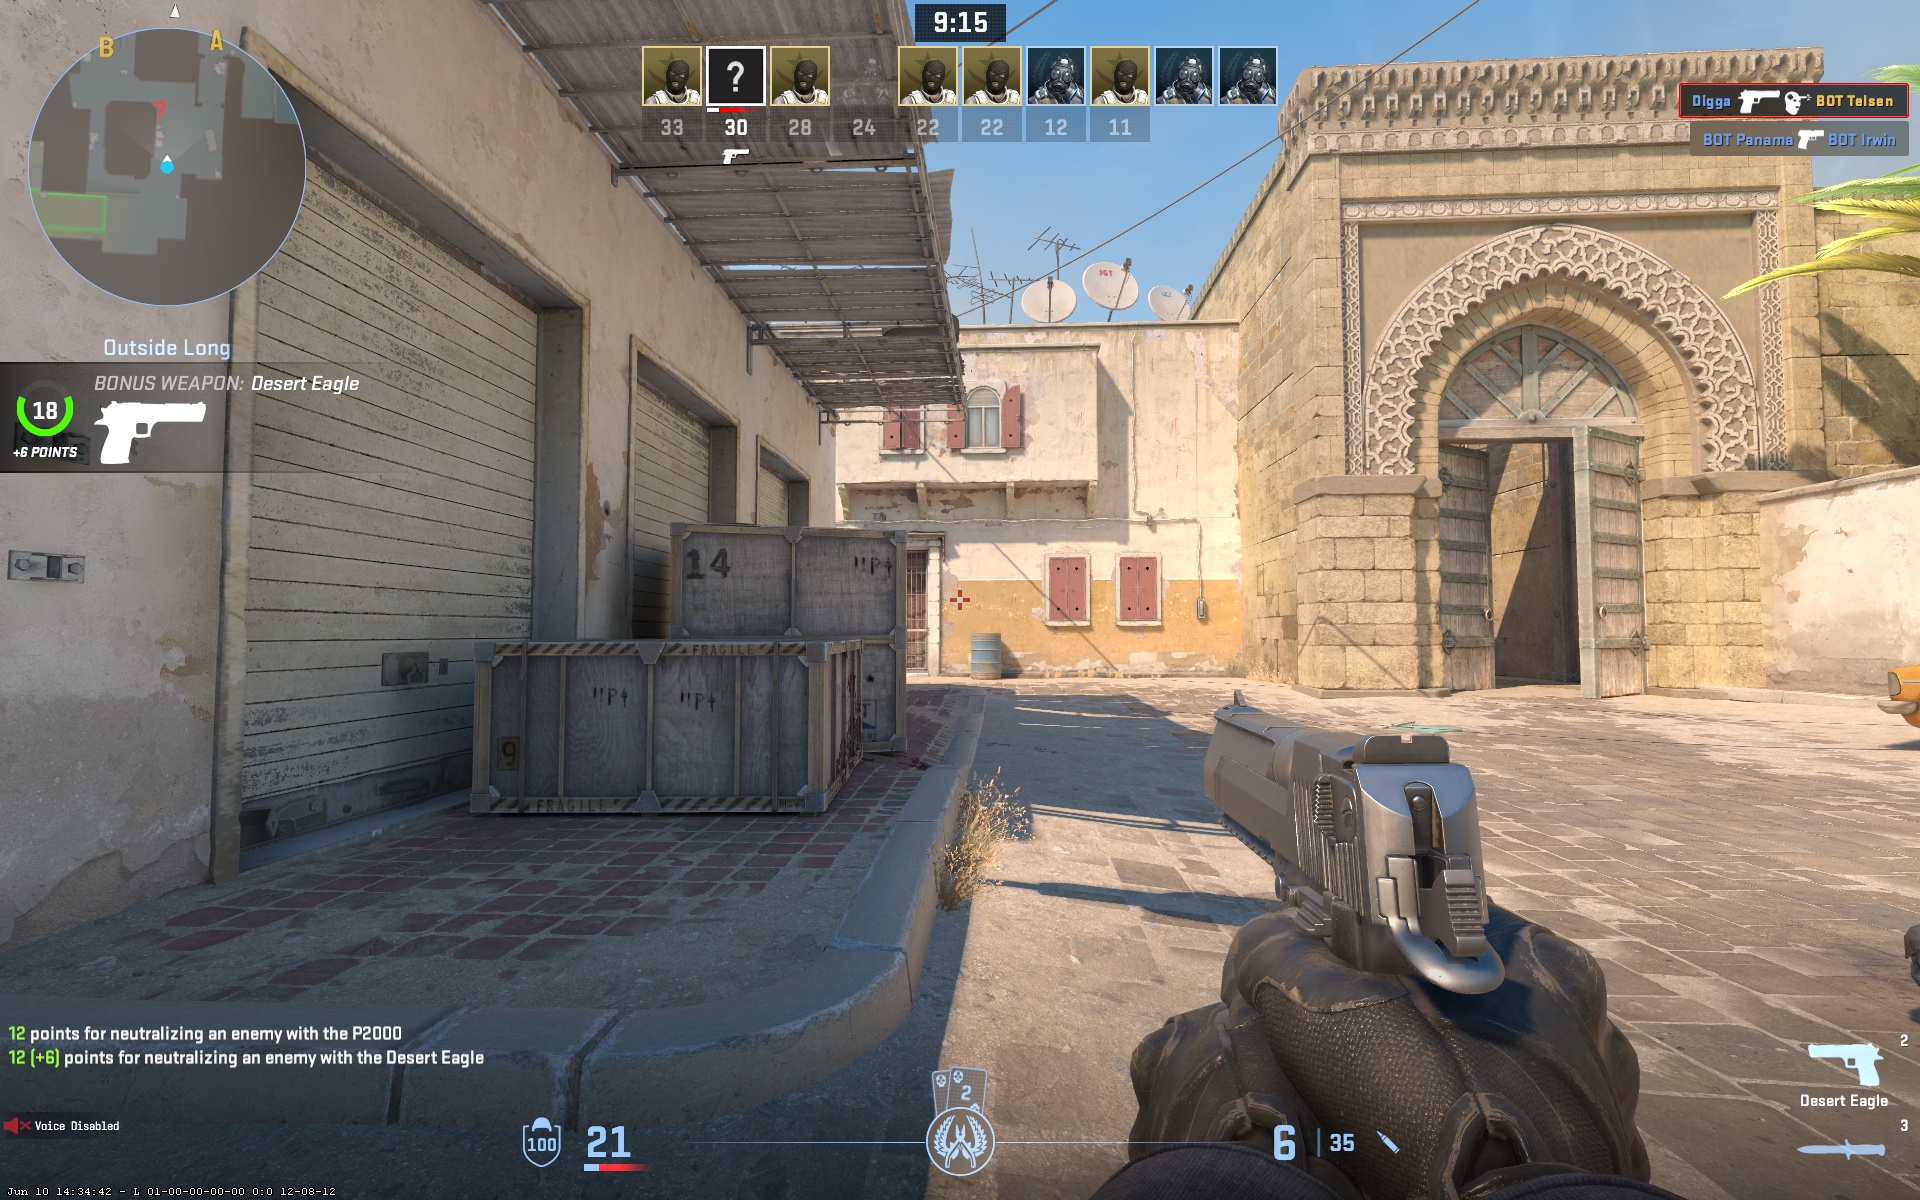 9:15
B A
?
33 30 28 24 22 22 12 11
Digga BOT Telsen
BOT Panama BOT Irwin
Outside Long
BONUS WEAPON: Desert Eagle
18
+6 POINTS
14
FRAGILE
9
FRAGILE
12 points for neutralizing an enemy with the P2000
12 (+6) points for neutralizing an enemy with the Desert Eagle
Voice Disabled
100 21
2
6 | 35
2
Desert Eagle
3
Jun 10 14:34:42 - L 01-00-00-00-00 0:0 12-08-12